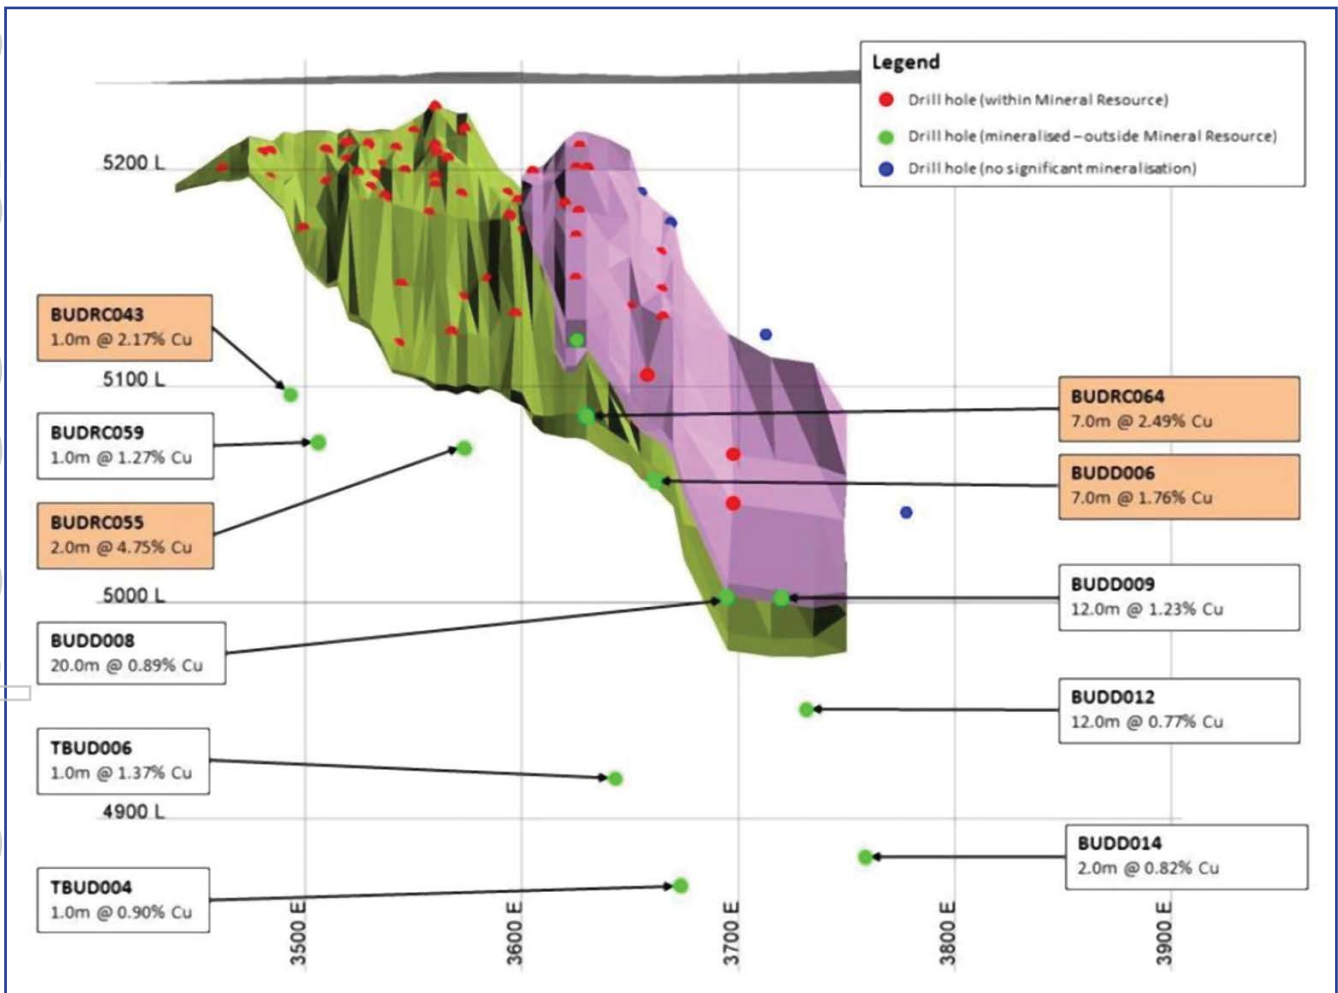 Legend
Drill hole (within Mineral Resource)
Drill hole (mineralised – outside Mineral Resource)
Drill hole (no significant mineralisation)
5200 L
BUDRC043
1.0m @ 2.17% Cu
5100 L
BUDRC059
1.0m @ 1.27% Cu
BUDRC055
2.0m @ 4.75% Cu
5000 L
BUDD008
20.0m @ 0.89% Cu
TBUD006
1.0m @ 1.37% Cu
4900 L
TBUD004
1.0m @ 0.90% Cu
BUDRC064
7.0m @ 2.49% Cu
BUDD006
7.0m @ 1.76% Cu
BUDD009
12.0m @ 1.23% Cu
BUDD012
12.0m @ 0.77% Cu
BUDD014
2.0m @ 0.82% Cu
3500 E
3600 E
3700 E
3800 E
3900 E